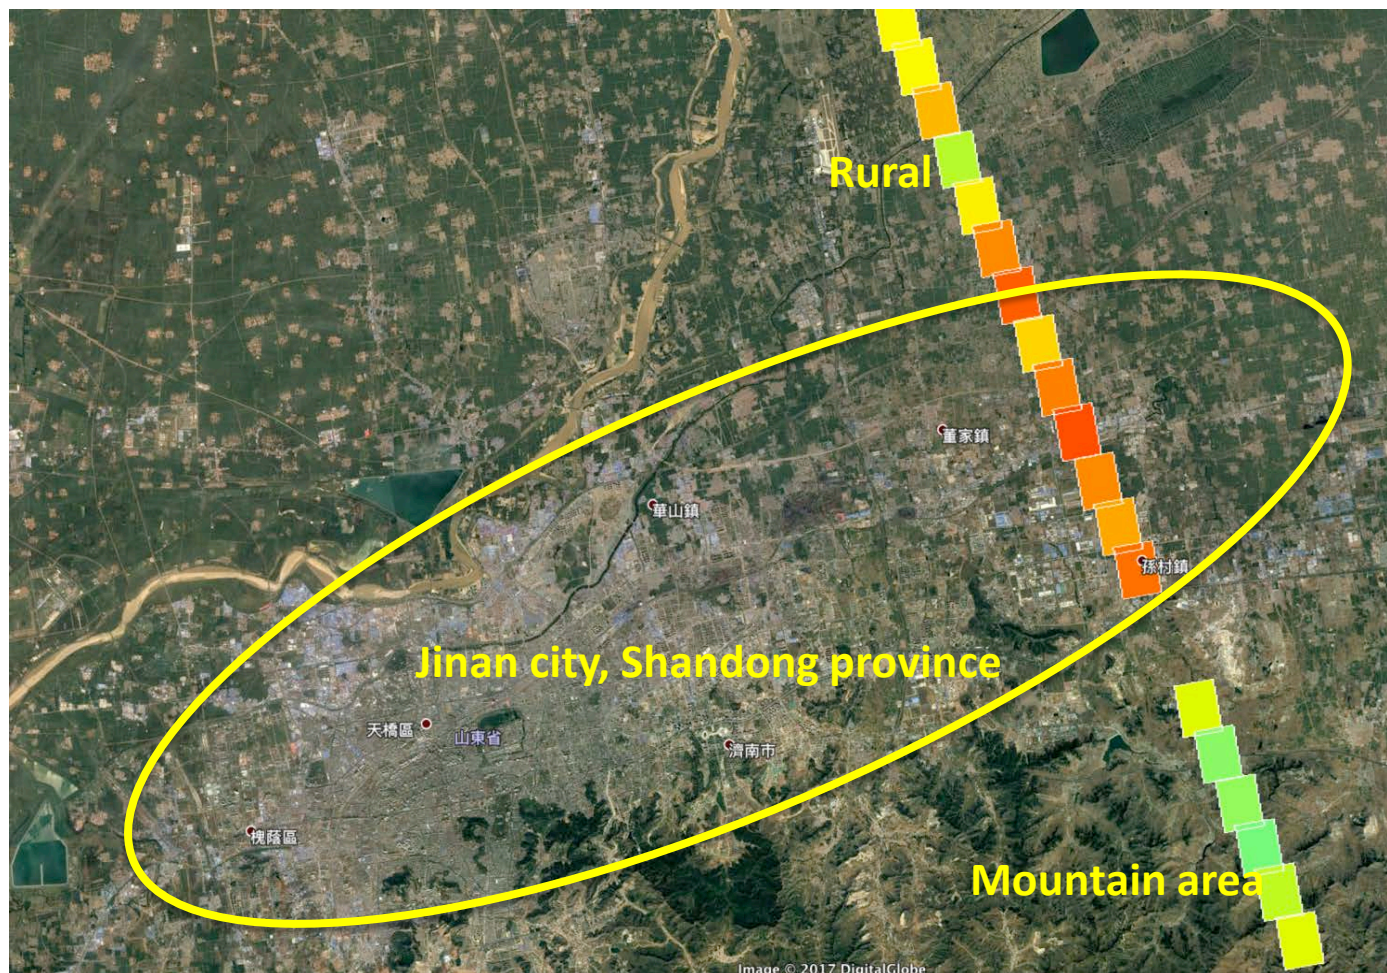 Rural
董家鎮
華山鎮
孫村鎮
Jinan city, Shandong province
天橋區
山東省
濟南市
槐蔭區
Mountain area
Image © 2017 DigitalGlobe